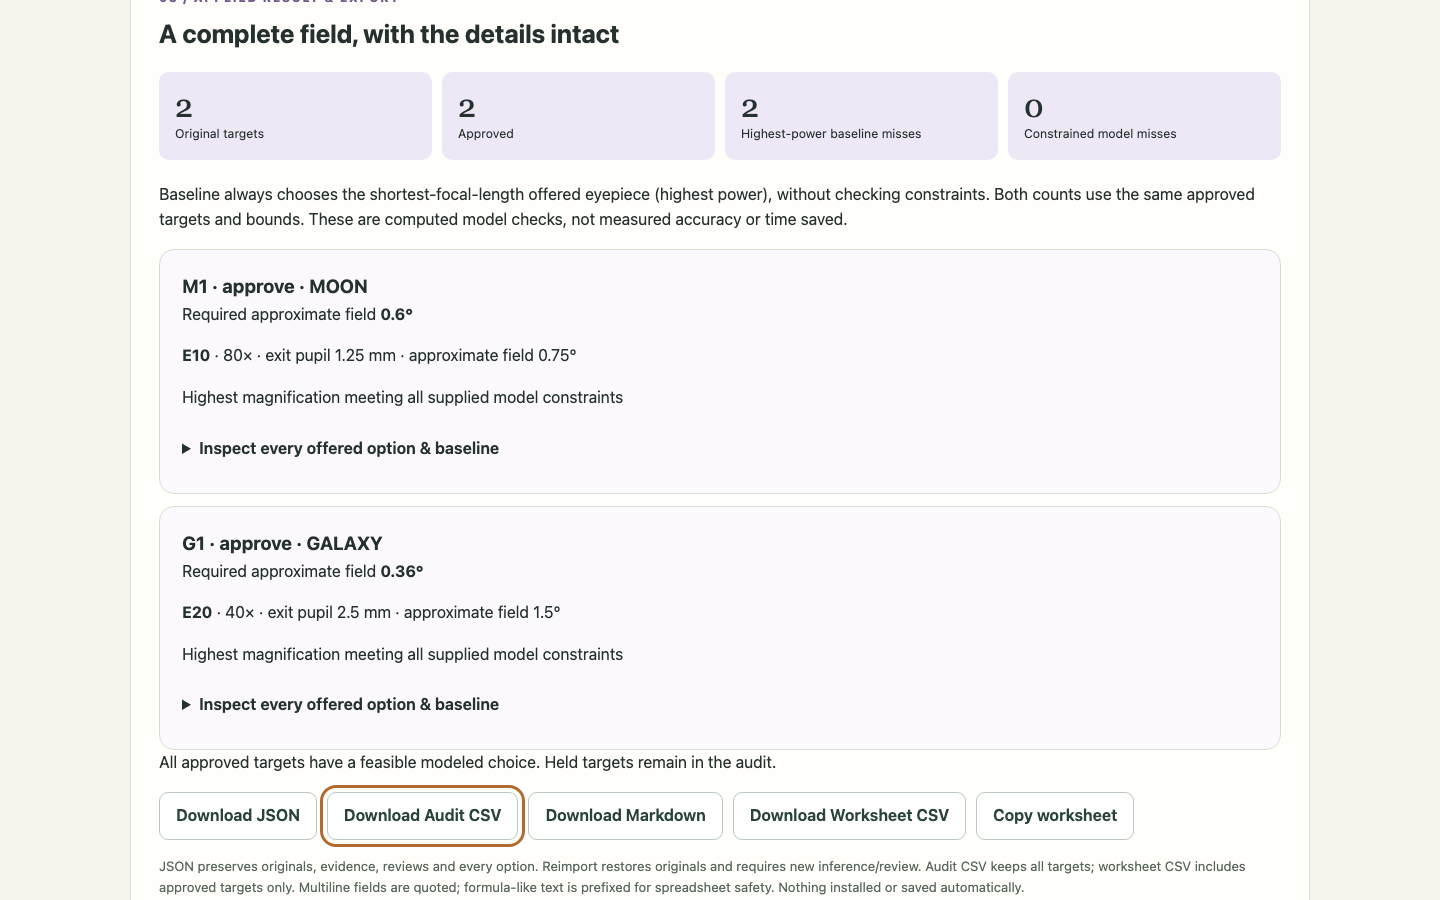 A complete field, with the details intact
2
Original targets
2
Approved
2
Highest-power baseline misses
0
Constrained model misses
Baseline always chooses the shortest-focal-length offered eyepiece (highest power), without checking constraints. Both counts use the same approved
targets and bounds. These are computed model checks, not measured accuracy or time saved.
M1 · approve · MOON
Required approximate field 0.6°
E10 · 80× · exit pupil 1.25 mm · approximate field 0.75°
Highest magnification meeting all supplied model constraints
Inspect every offered option & baseline
G1 · approve · GALAXY
Required approximate field 0.36°
E20 · 40× · exit pupil 2.5 mm · approximate field 1.5°
Highest magnification meeting all supplied model constraints
Inspect every offered option & baseline
All approved targets have a feasible modeled choice. Held targets remain in the audit.
Download JSON
Download Audit CSV
Download Markdown
Download Worksheet CSV
Copy worksheet
JSON preserves originals, evidence, reviews and every option. Reimport restores originals and requires new inference/review. Audit CSV keeps all targets; worksheet CSV includes
approved targets only. Multiline fields are quoted; formula-like text is prefixed for spreadsheet safety. Nothing installed or saved automatically.